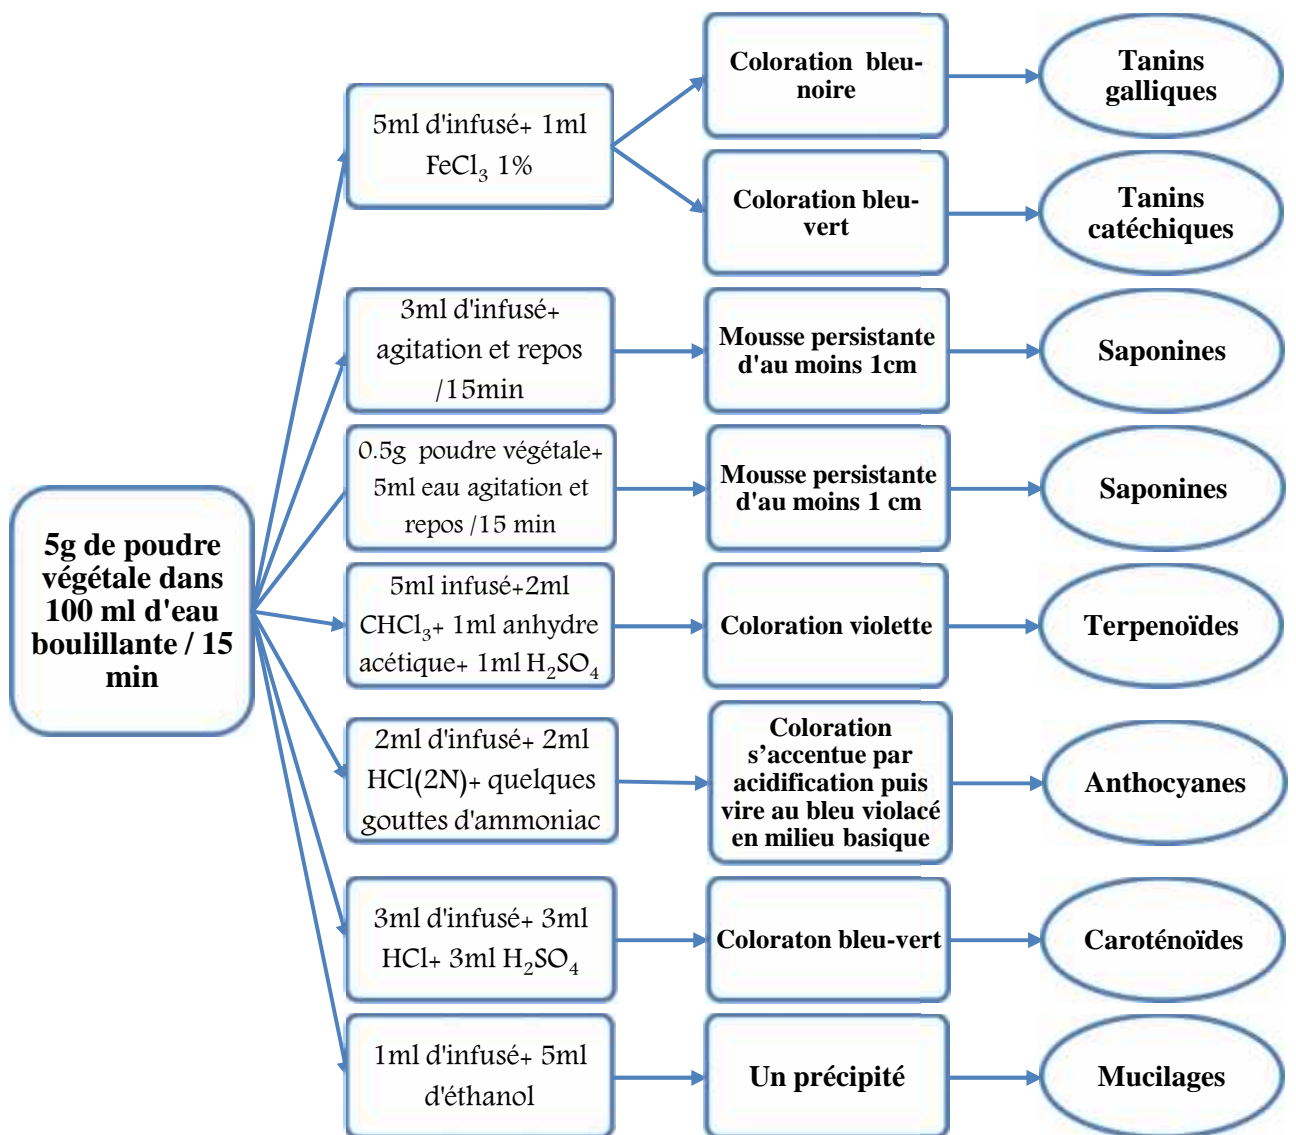 5g de poudre
végétale dans
100 ml d'eau
boulillante / 15
min
5ml d'infusé+ 1ml
FeCl₃ 1%
Coloration bleu-
noire
Tanins
galliques
Coloration bleu-
vert
Tanins
catéchiques
3ml d'infusé+
agitation et repos
/15min
Mousse persistante
d'au moins 1cm
Saponines
0.5g poudre végétale+
5ml eau agitation et
repos /15 min
Mousse persistante
d'au moins 1 cm
Saponines
5ml infusé+2ml
CHCl₃+ 1ml anhydre
acétique+ 1ml H₂SO₄
Coloration violette
Terpenoïdes
2ml d'infusé+ 2ml
HCl(2N)+ quelques
gouttes d'ammoniac
Coloration
s'accentue par
acidification puis
vire au bleu violacé
en milieu basique
Anthocyanes
3ml d'infusé+ 3ml
HCl+ 3ml H₂SO₄
Coloraton bleu-vert
Caroténoïdes
1ml d'infusé+ 5ml
d'éthanol
Un précipité
Mucilages